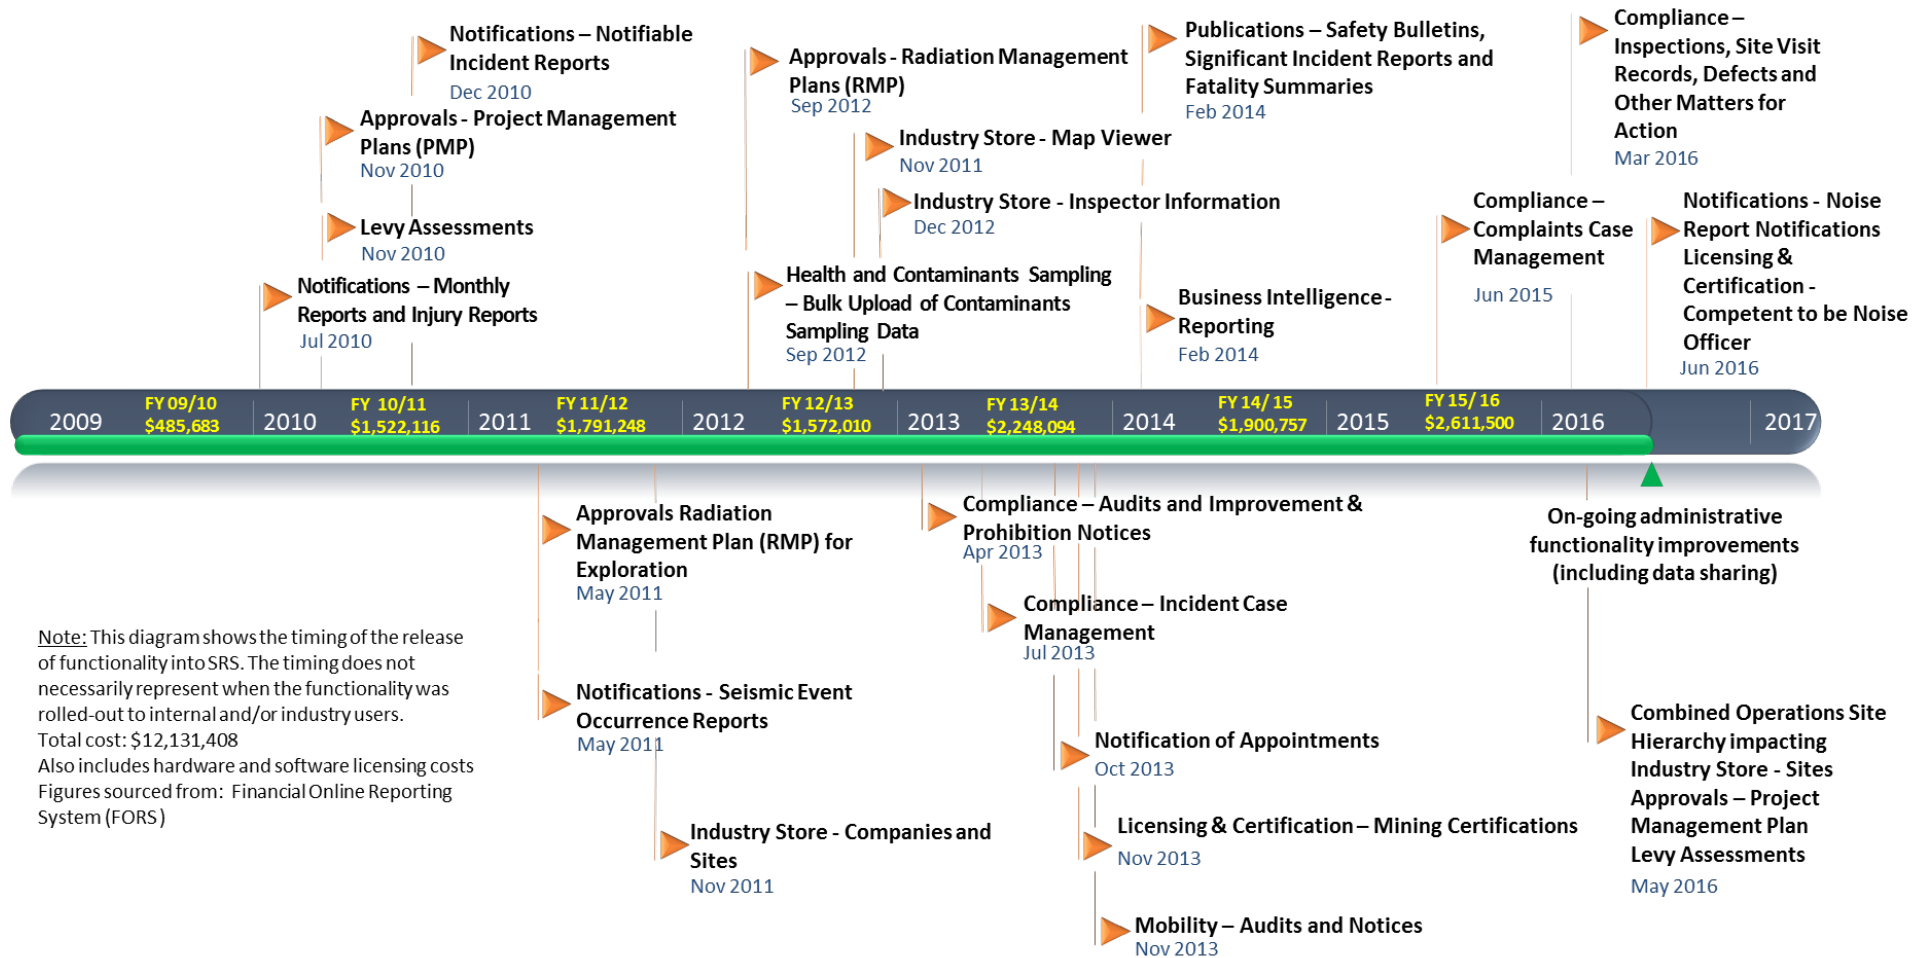 Notifications – Notifiable
Incident Reports
Dec 2010
Approvals - Project Management
Plans (PMP)
Nov 2010
Levy Assessments
Nov 2010
Notifications – Monthly
Reports and Injury Reports
Jul 2010
Approvals - Radiation Management
Plans (RMP)
Sep 2012
Industry Store - Map Viewer
Nov 2011
Industry Store - Inspector Information
Dec 2012
Health and Contaminants Sampling
– Bulk Upload of Contaminants
Sampling Data
Sep 2012
Publications – Safety Bulletins,
Significant Incident Reports and
Fatality Summaries
Feb 2014
Business Intelligence -
Reporting
Feb 2014
Compliance –
Inspections, Site Visit
Records, Defects and
Other Matters for
Action
Mar 2016
Compliance –
Complaints Case
Management
Jun 2015
Notifications - Noise
Report Notifications
Licensing &
Certification -
Competent to be Noise
Officer
Jun 2016
2009
FY 09/10
$485,683
2010
FY 10/11
$1,522,116
2011
FY 11/12
$1,791,248
2012
FY 12/13
$1,572,010
2013
FY 13/14
$2,248,094
2014
FY 14/ 15
$1,900,757
2015
FY 15/ 16
$2,611,500
2016
2017
Approvals Radiation
Management Plan (RMP) for
Exploration
May 2011
Notifications - Seismic Event
Occurrence Reports
May 2011
Industry Store - Companies and
Sites
Nov 2011
Compliance – Audits and Improvement &
Prohibition Notices
Apr 2013
Compliance – Incident Case
Management
Jul 2013
Notification of Appointments
Oct 2013
Licensing & Certification – Mining Certifications
Nov 2013
Mobility – Audits and Notices
Nov 2013
On-going administrative
functionality improvements
(including data sharing)
Combined Operations Site
Hierarchy impacting
Industry Store - Sites
Approvals – Project
Management Plan
Levy Assessments
May 2016
Note: This diagram shows the timing of the release
of functionality into SRS. The timing does not
necessarily represent when the functionality was
rolled-out to internal and/or industry users.
Total cost: $12,131,408
Also includes hardware and software licensing costs
Figures sourced from: Financial Online Reporting
System (FORS)